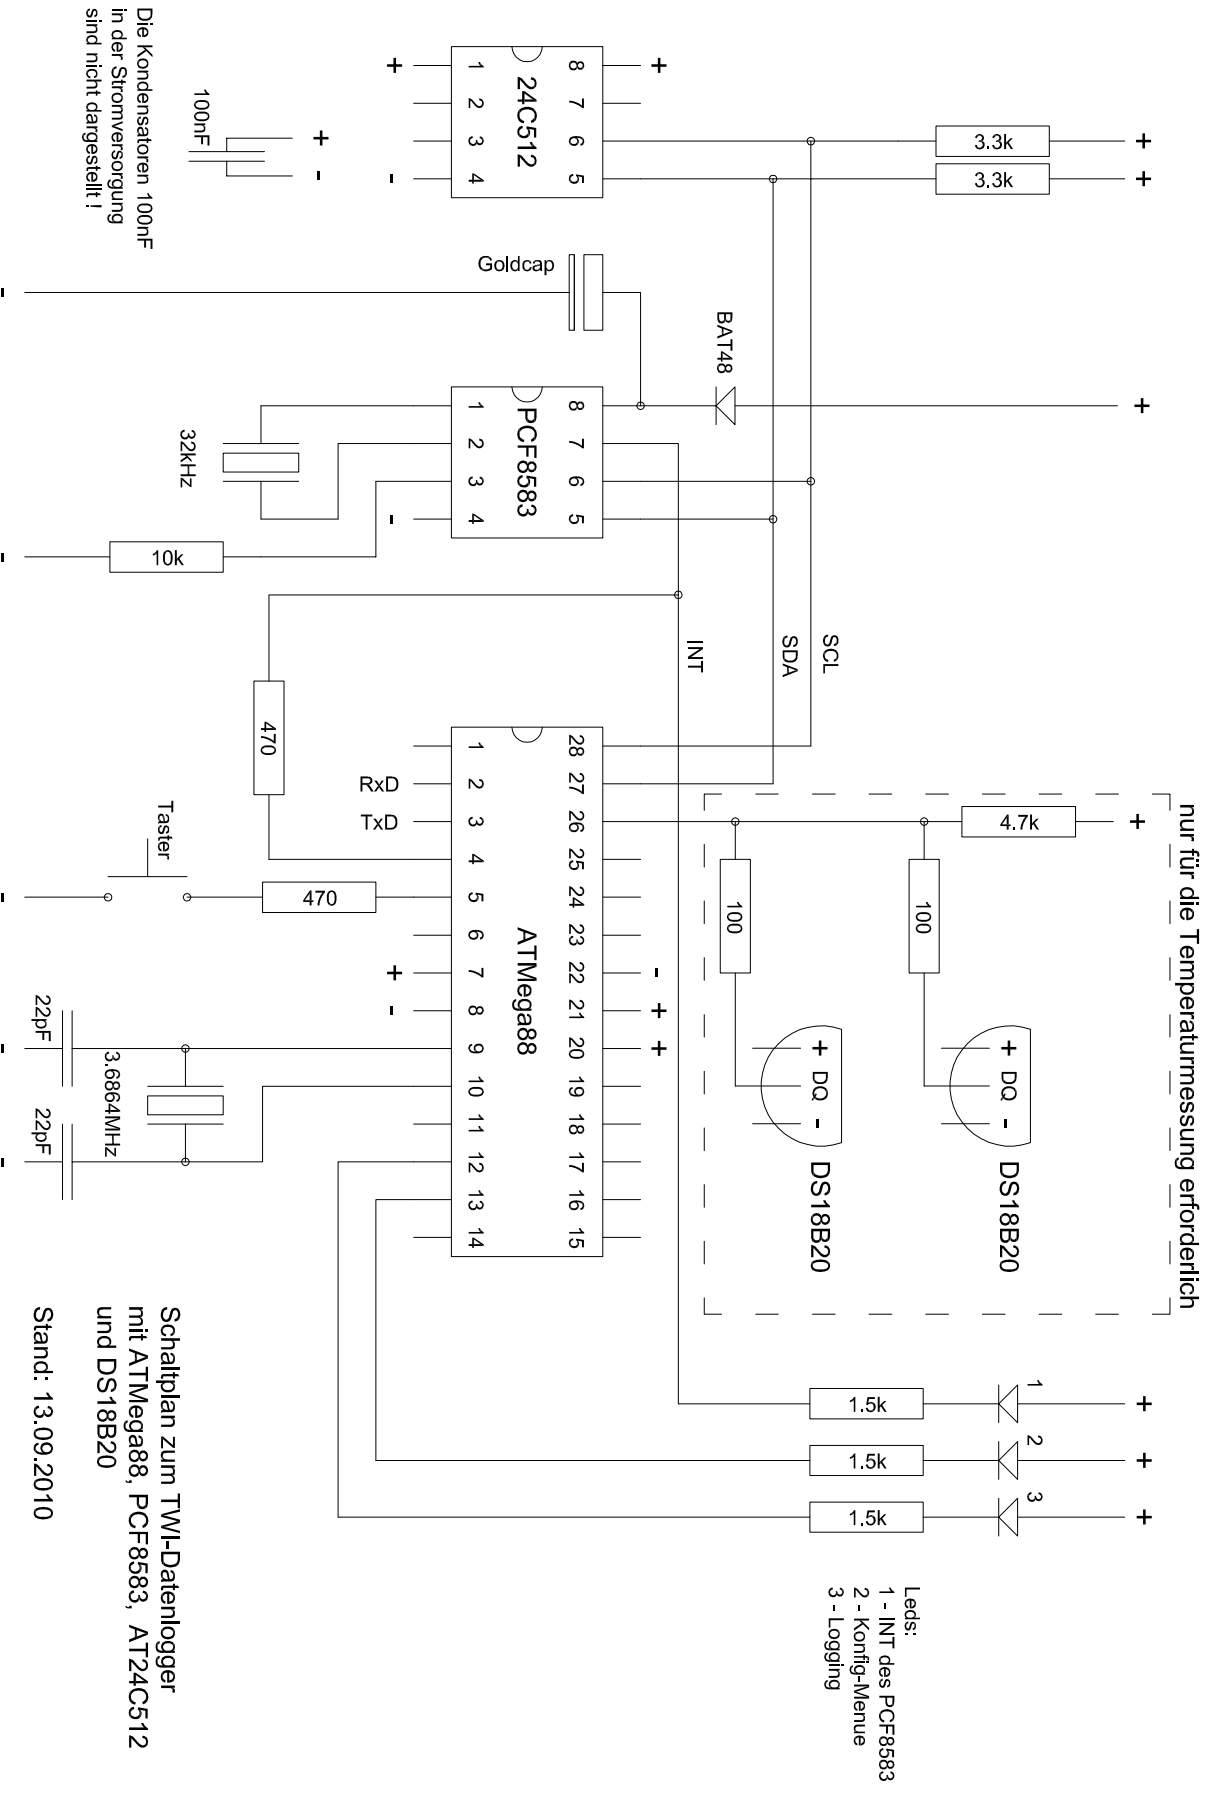 Die Kondensatoren 100nF
in der Stromversorgung
sind nicht dargestellt !
100nF
+
-
24C512
1
2
3
4
8
7
6
5
+
-
+
3.3k
+
3.3k
+
Goldcap
-
BAT48
+
PCF8583
1
2
3
4
8
7
6
5
-
32kHz
10k
-
INT
SDA
SCL
470
Taster
470
-
ATMega88
1
2
3
4
5
6
7
8
9
10
11
12
13
14
28
27
26
25
24
23
22
21
20
19
18
17
16
15
RxD
TxD
+
-
-
+
+
22pF
-
3.6864MHz
22pF
-
nur für die Temperaturmessung erforderlich
4.7k
+
100
100
+
DQ
-
DS18B20
+
DQ
-
DS18B20
1
1.5k
+
2
1.5k
+
3
1.5k
+
Leds:
1 - INT des PCF8583
2 - Konfig-Menue
3 - Logging
Schaltplan zum TWI-Datenlogger
mit ATMega88, PCF8583, AT24C512
und DS18B20
Stand: 13.09.2010